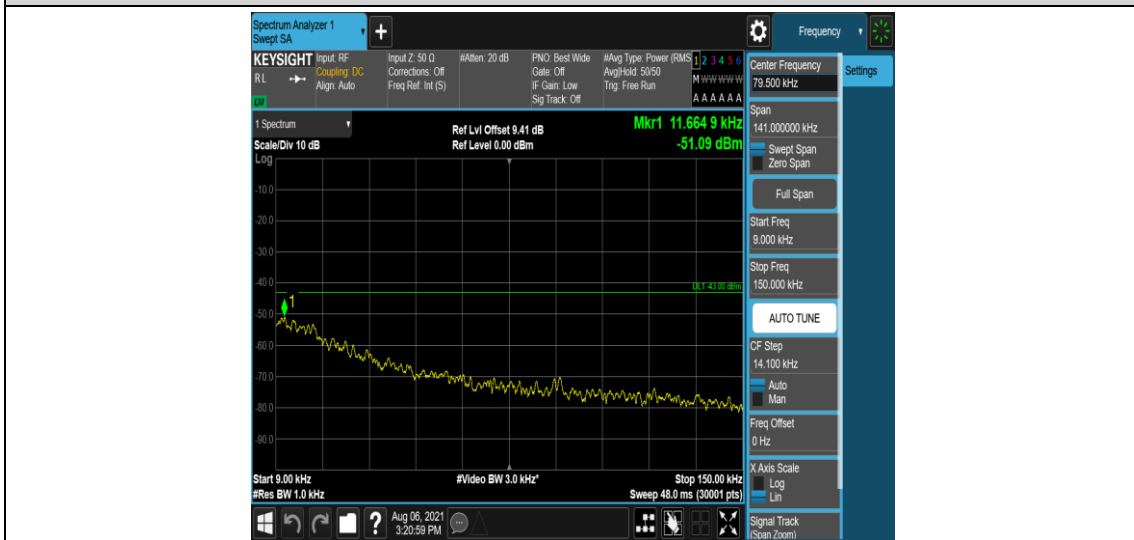 Spectrum Analyzer 1
Swept SA
+
Frequency
KEYSIGHT
RL
LXI
Input: RF
Coupling: DC
Align: Auto
Input Z: 50 Ω
Corrections: Off
Freq Ref: Int (S)
#Atten: 20 dB
PNO: Best Wide
Gate: Off
IF Gain: Low
Sig Track: Off
#Avg Type: Power (RMS
Avg|Hold: 50/50
Trig: Free Run
1 2 3 4 5 6
M W W W W W
A A A A A A
Center Frequency
79.500 kHz
Settings
Span
141.000000 kHz
Swept Span
Zero Span
Full Span
Start Freq
9.000 kHz
Stop Freq
150.000 kHz
AUTO TUNE
CF Step
14.100 kHz
Auto
Man
Freq Offset
0 Hz
X Axis Scale
Log
Lin
Signal Track
(Span Zoom)
1 Spectrum
Scale/Div 10 dB
Log
Ref Lvl Offset 9.41 dB
Ref Level 0.00 dBm
Mkr1 11.664 9 kHz
-51.09 dBm
-10.0
-20.0
-30.0
-40.0
DL1 -43.00 dBm
1
-50.0
-60.0
-70.0
-80.0
-90.0
Start 9.00 kHz
#Video BW 3.0 kHz*
Stop 150.00 kHz
#Res BW 1.0 kHz
Sweep 48.0 ms (30001 pts)
?
Aug 06, 2021
3:20:59 PM